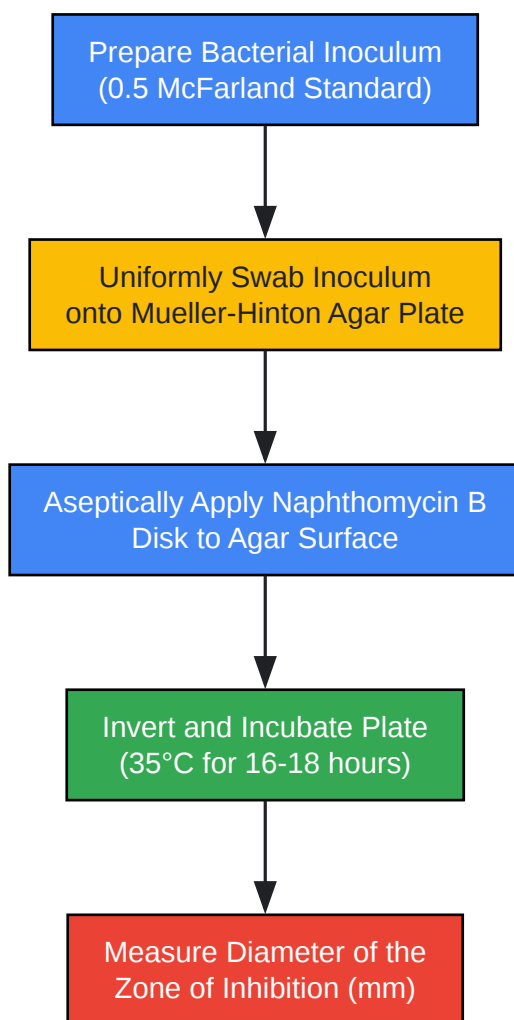 Prepare Bacterial Inoculum
(0.5 McFarland Standard)
Uniformly Swab Inoculum
onto Mueller-Hinton Agar Plate
Aseptically Apply Naphthomycin B
Disk to Agar Surface
Invert and Incubate Plate
(35°C for 16-18 hours)
Measure Diameter of the
Zone of Inhibition (mm)